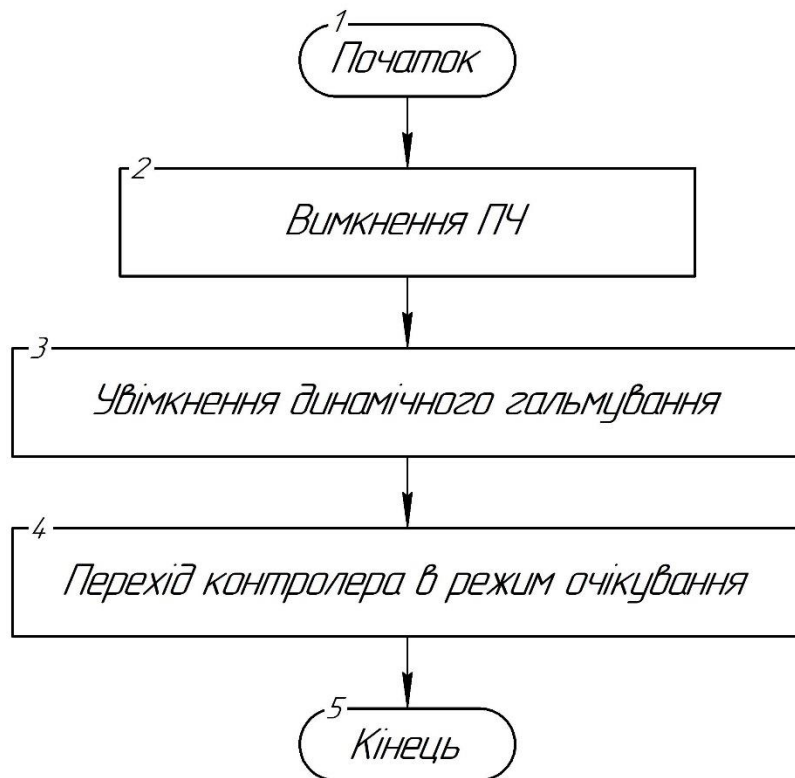 1
Початок
2
Вимкнення ПЧ
3
Увімкнення динамічного гальмування
4
Перехід контролера в режим очікування
5
Кінець